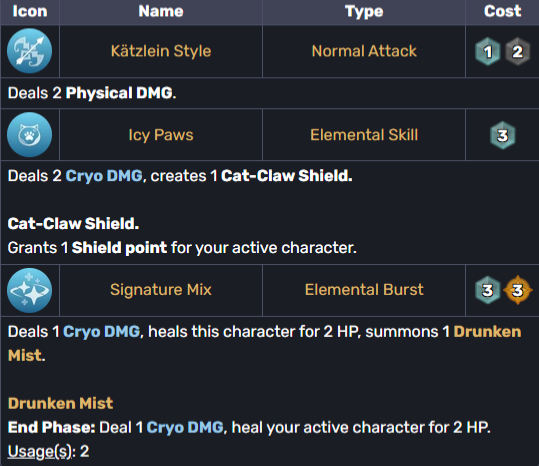 Icon Name Type Cost
Kätzlein Style Normal Attack 1 2
Deals 2 Physical DMG.
Icy Paws Elemental Skill 3
Deals 2 Cryo DMG, creates 1 Cat-Claw Shield.
Cat-Claw Shield.
Grants 1 Shield point for your active character.
Signature Mix Elemental Burst 3 3
Deals 1 Cryo DMG, heals this character for 2 HP, summons 1 Drunken
Mist.
Drunken Mist
End Phase: Deal 1 Cryo DMG, heal your active character for 2 HP.
Usage(s): 2